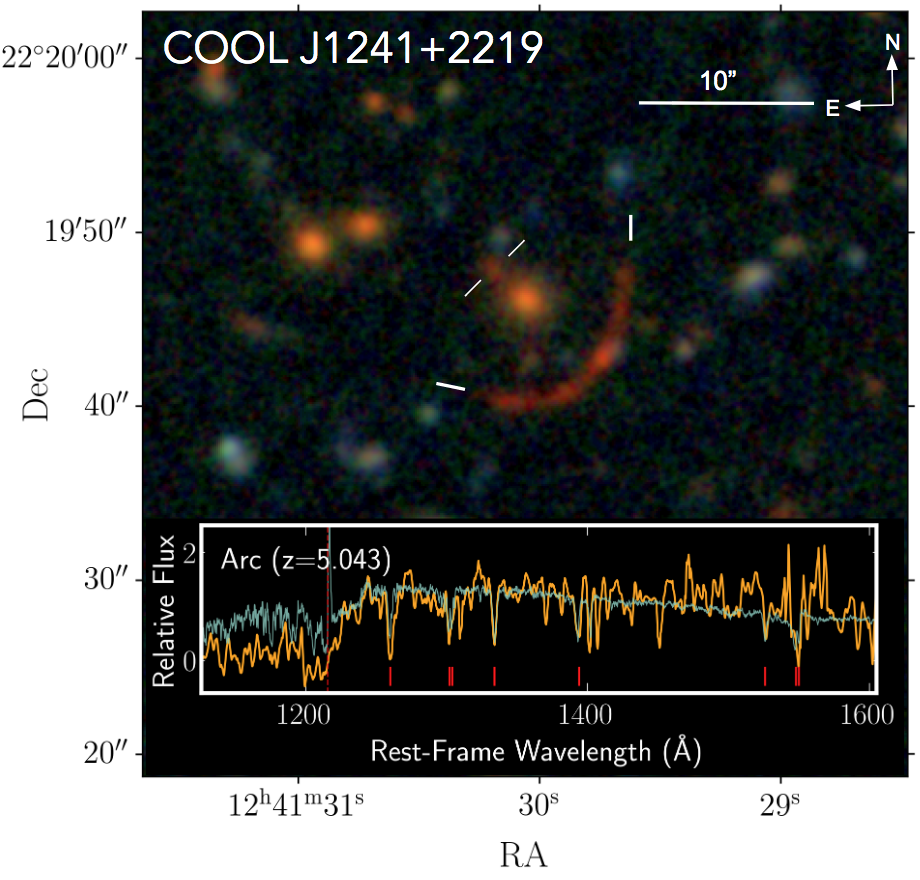 COOL J1241+2219
N
10”
E
22°20′00″
19′50″
40″
30″
20″
Dec
Arc (z=5.043)
Relative Flux
2
0
1200 1400 1600
Rest-Frame Wavelength (Å)
12ʰ41ᵐ31ˢ 30ˢ 29ˢ
RA